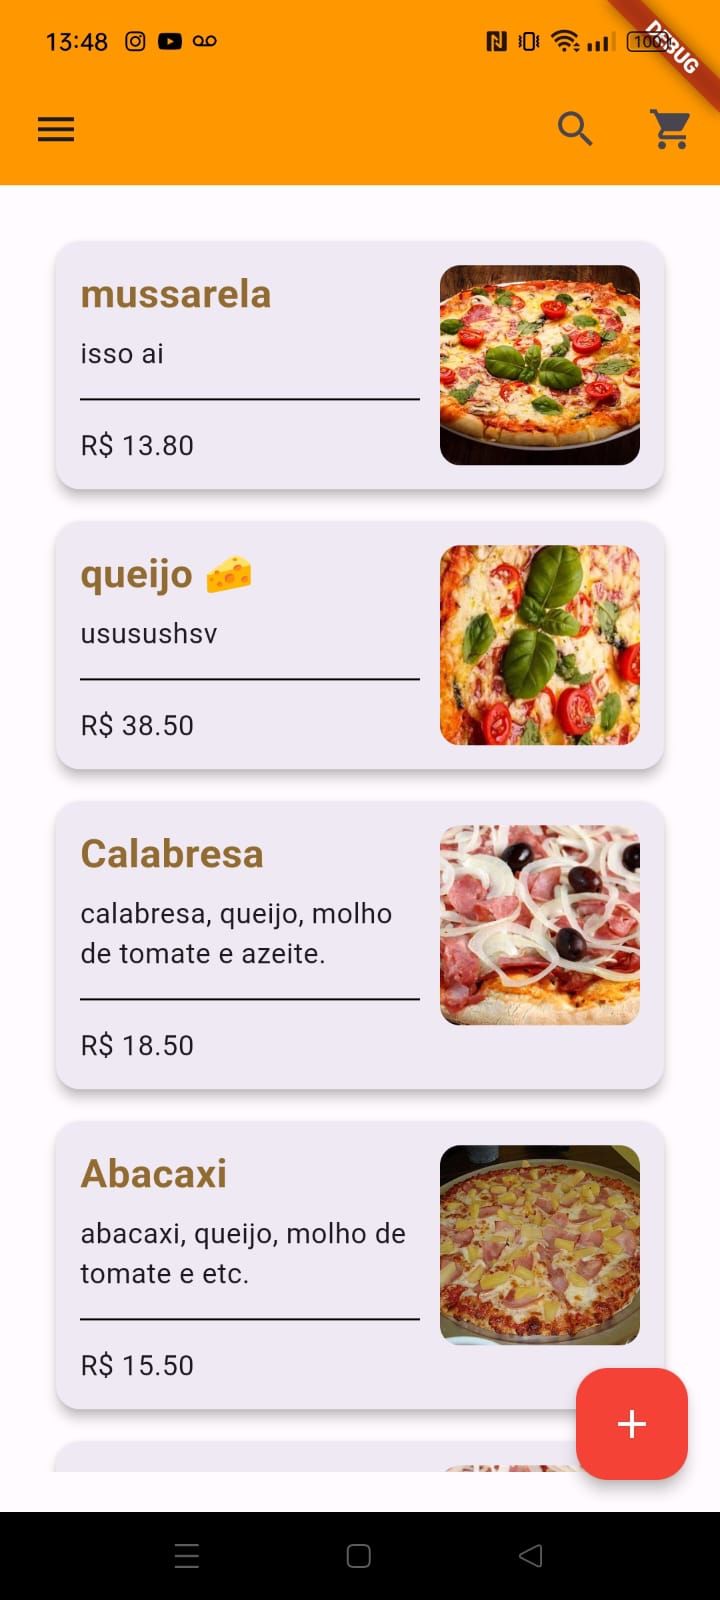 13:48
100
DEBUG
mussarela
isso ai
R$ 13.80
queijo 🧀
ususushsv
R$ 38.50
Calabresa
calabresa, queijo, molho
de tomate e azeite.
R$ 18.50
Abacaxi
abacaxi, queijo, molho de
tomate e etc.
R$ 15.50